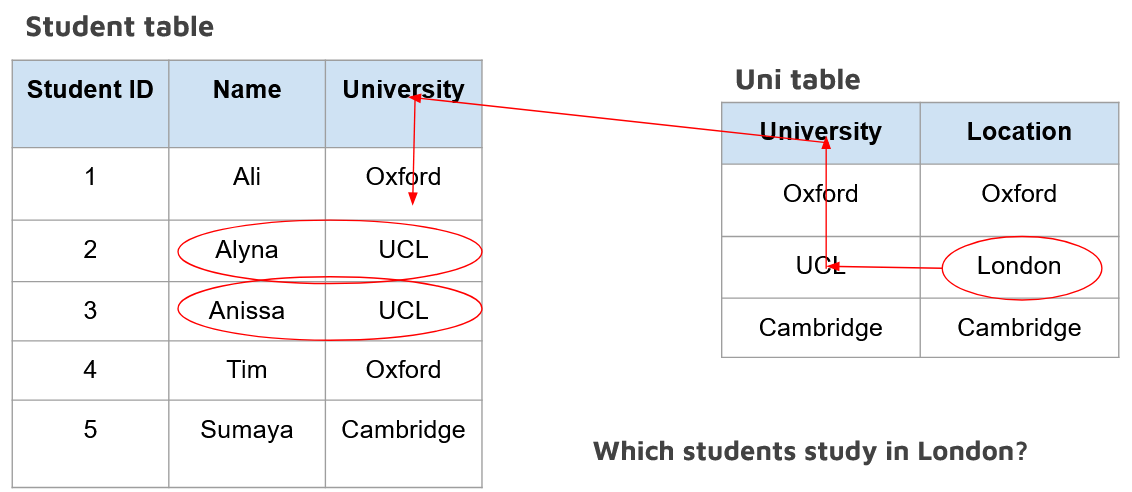 Student table
Student ID Name University
1 Ali Oxford
2 Alyna UCL
3 Anissa UCL
4 Tim Oxford
5 Sumaya Cambridge
Uni table
University Location
Oxford Oxford
UCL London
Cambridge Cambridge
Which students study in London?